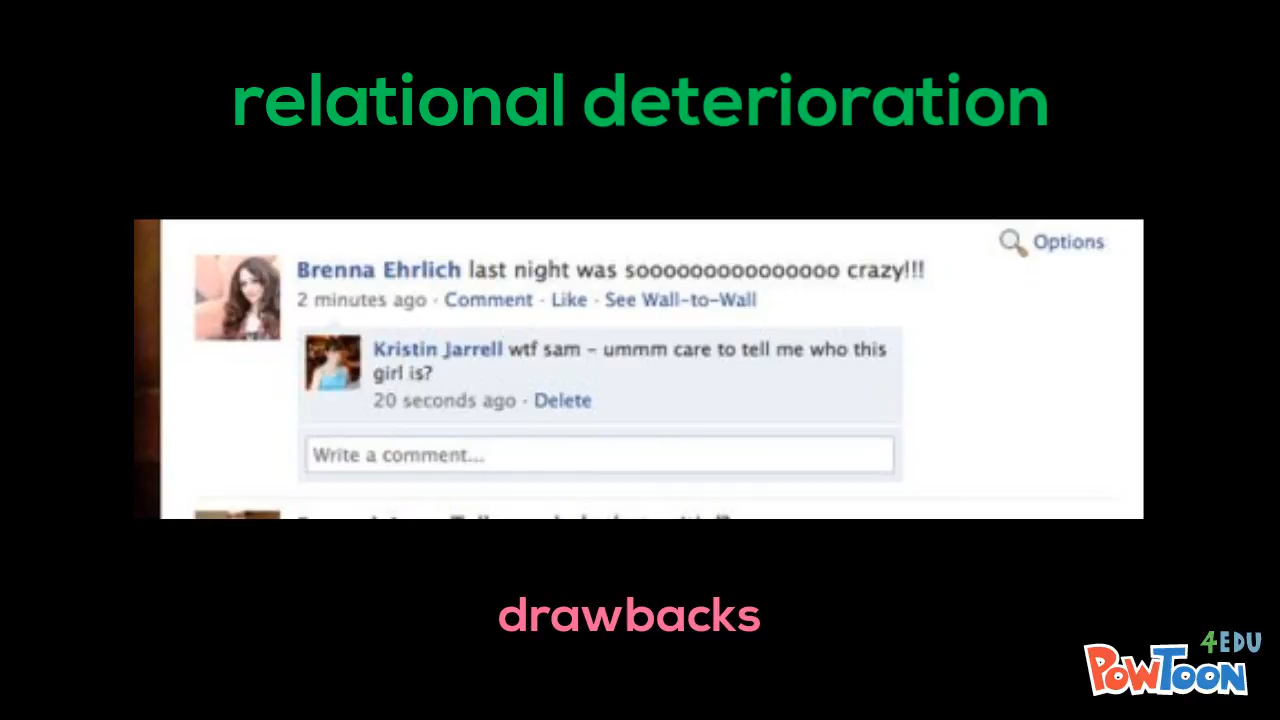 relational deterioration
Options
Brenna Ehrlich last night was sooooooooooooooo crazy!!!
2 minutes ago · Comment · Like · See Wall-to-Wall
Kristin Jarrell wtf sam - ummm care to tell me who this
girl is?
20 seconds ago · Delete
Write a comment...
drawbacks
4EDU
POWTOON